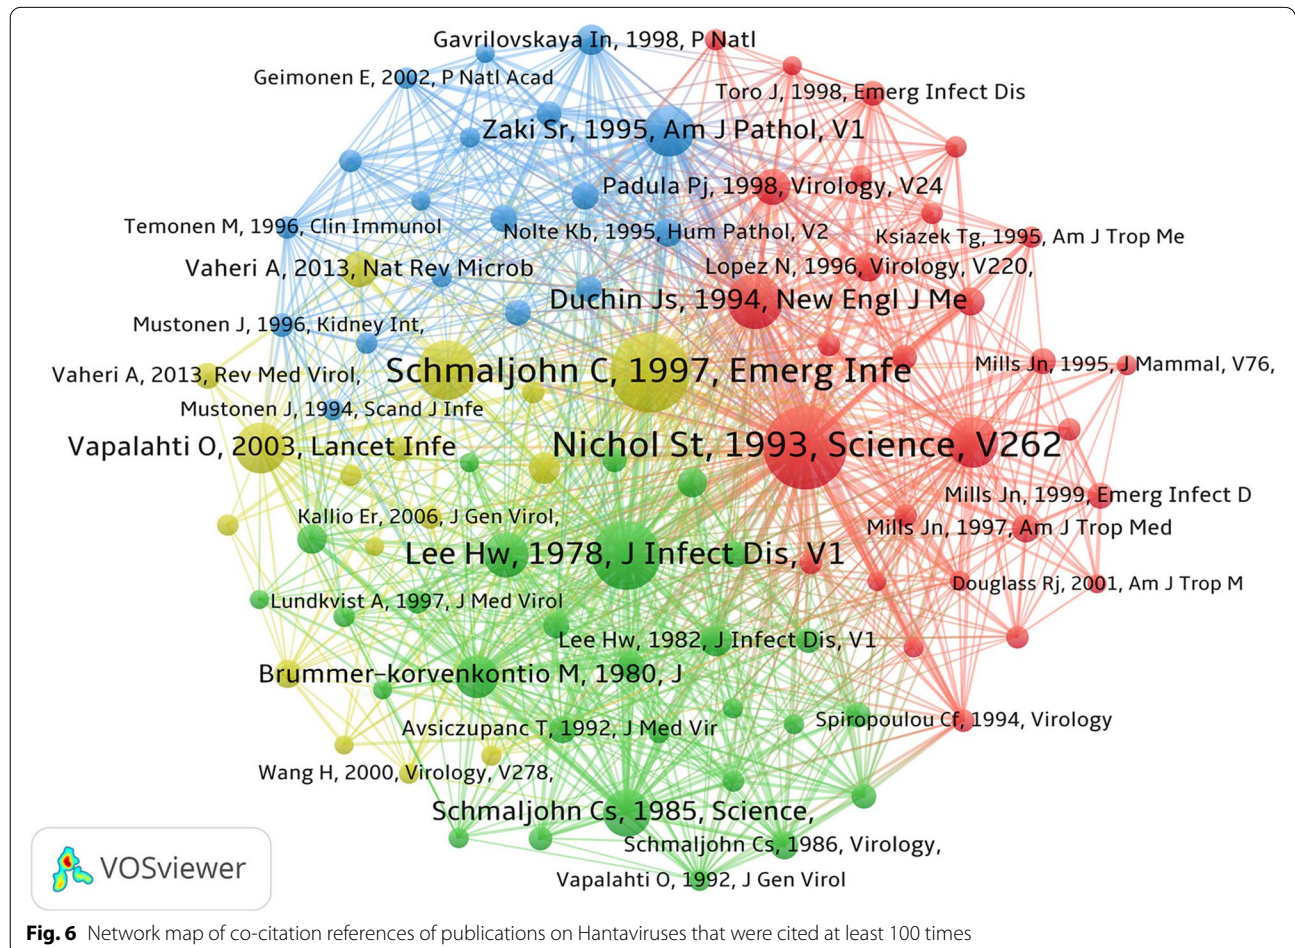 Gavrilovskaya In, 1998, P Natl
Geimonen E, 2002, P Natl Acad
Toro J, 1998, Emerg Infect Dis
Zaki Sr, 1995, Am J Pathol, V1
Padula Pj, 1998, Virology, V24
Temonen M, 1996, Clin Immunol
Nolte Kb, 1995, Hum Pathol, V2
Ksiazek Tg, 1995, Am J Trop Me
Vaheri A, 2013, Nat Rev Microb
Lopez N, 1996, Virology, V220,
Duchin Js, 1994, New Engl J Me
Mustonen J, 1996, Kidney Int,
Mills Jn, 1995, J Mammal, V76,
Vaheri A, 2013, Rev Med Virol,
Schmaljohn C, 1997, Emerg Infe
Mustonen J, 1994, Scand J Infe
Vapalahti O, 2003, Lancet Infe
Nichol St, 1993, Science, V262
Mills Jn, 1999, Emerg Infect D
Kallio Er, 2006, J Gen Virol,
Mills Jn, 1997, Am J Trop Med
Lee Hw, 1978, J Infect Dis, V1
Douglass Rj, 2001, Am J Trop M
Lundkvist A, 1997, J Med Virol
Lee Hw, 1982, J Infect Dis, V1
Brummer-korvenkontio M, 1980, J
Spiropoulou Cf, 1994, Virology
Avsiczupanc T, 1992, J Med Vir
Wang H, 2000, Virology, V278,
Schmaljohn Cs, 1985, Science,
Schmaljohn Cs, 1986, Virology,
Vapalahti O, 1992, J Gen Virol
VOSviewer
Fig. 6 Network map of co-citation references of publications on Hantaviruses that were cited at least 100 times